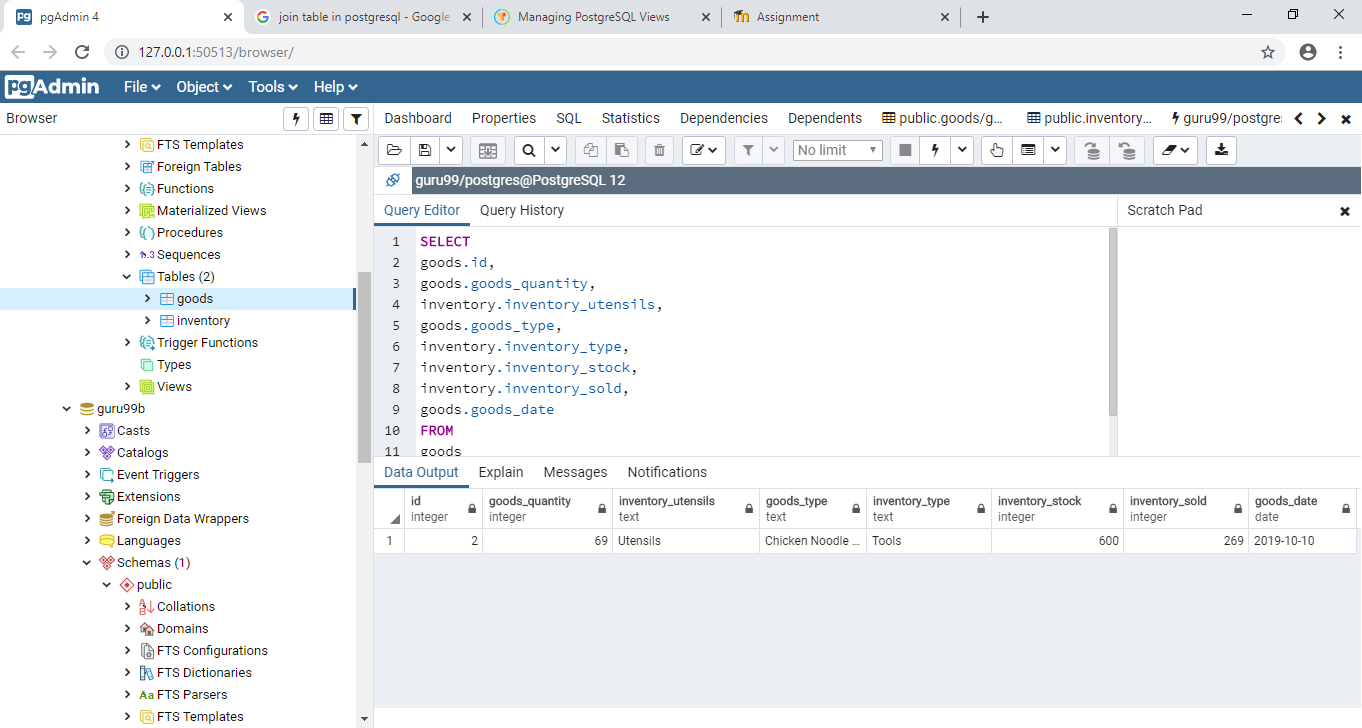 pgAdmin 4
join table in postgresql - Google
Managing PostgreSQL Views
Assignment
127.0.0.1:50513/browser/
pgAdmin File Object Tools Help
Browser
Dashboard Properties SQL Statistics Dependencies Dependents public.goods/g... public.inventory... guru99/postgres
FTS Templates
Foreign Tables
Functions
Materialized Views
Procedures
1..3 Sequences
Tables (2)
goods
inventory
Trigger Functions
Types
Views
guru99b
Casts
Catalogs
Event Triggers
Extensions
Foreign Data Wrappers
Languages
Schemas (1)
public
Collations
Domains
FTS Configurations
FTS Dictionaries
Aa FTS Parsers
FTS Templates
No limit
guru99/postgres@PostgreSQL 12
Query Editor Query History
Scratch Pad
1 SELECT
2 goods.id,
3 goods.goods_quantity,
4 inventory.inventory_utensils,
5 goods.goods_type,
6 inventory.inventory_type,
7 inventory.inventory_stock,
8 inventory.inventory_sold,
9 goods.goods_date
10 FROM
11 goods
Data Output Explain Messages Notifications
id goods_quantity inventory_utensils goods_type inventory_type inventory_stock inventory_sold goods_date
integer integer text text text integer integer date
1 2 69 Utensils Chicken Noodle ... Tools 600 269 2019-10-10